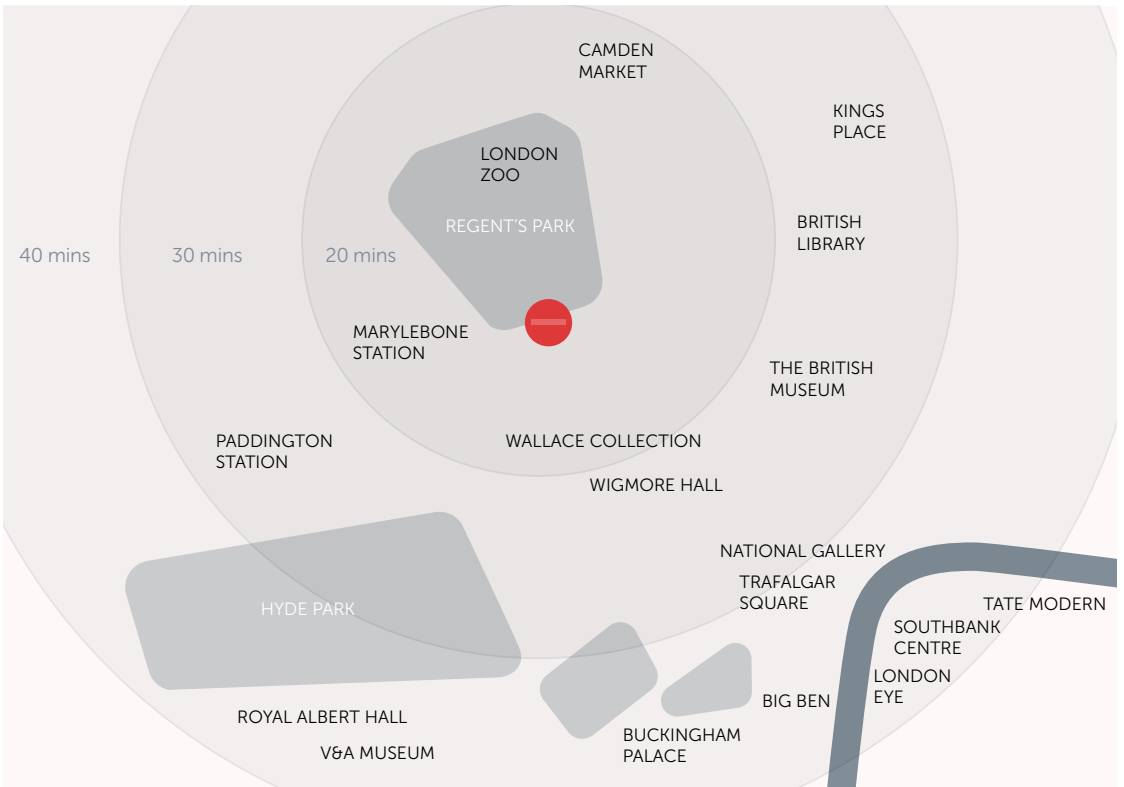 CAMDEN
MARKET
KINGS
PLACE
LONDON
ZOO
REGENT'S PARK
BRITISH
LIBRARY
40 mins
30 mins
20 mins
MARYLEBONE
STATION
THE BRITISH
MUSEUM
PADDINGTON
STATION
WALLACE COLLECTION
WIGMORE HALL
NATIONAL GALLERY
TRAFALGAR
SQUARE
HYDE PARK
TATE MODERN
SOUTHBANK
CENTRE
LONDON
EYE
BIG BEN
ROYAL ALBERT HALL
BUCKINGHAM
PALACE
V&A MUSEUM